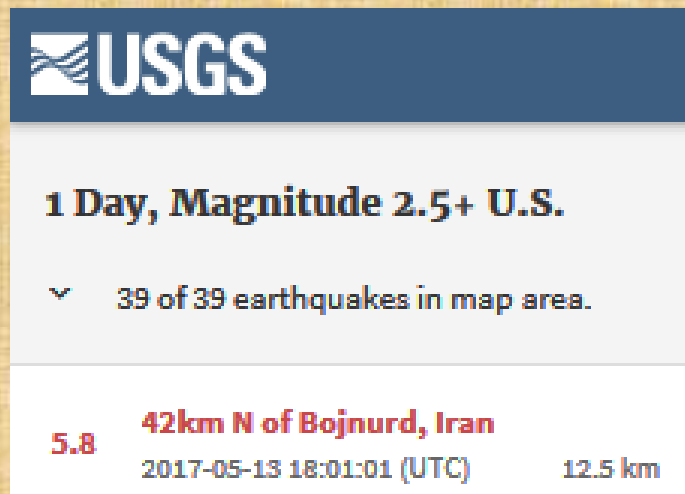 USGS
1 Day, Magnitude 2.5+ U.S.
39 of 39 earthquakes in map area.
5.8 42km N of Bojnurd, Iran
2017-05-13 18:01:01 (UTC) 12.5 km